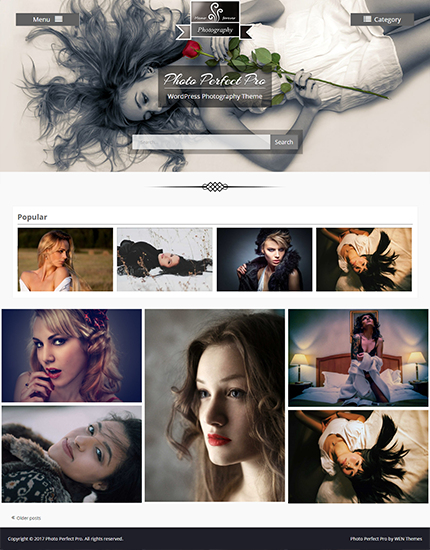 Menu
Category
Photography
Photo Perfect Pro
WordPress Photography Theme
Search
Popular
« Older posts
Copyright © 2017 Photo Perfect Pro. All rights reserved.
Photo Perfect Pro by WEN Themes